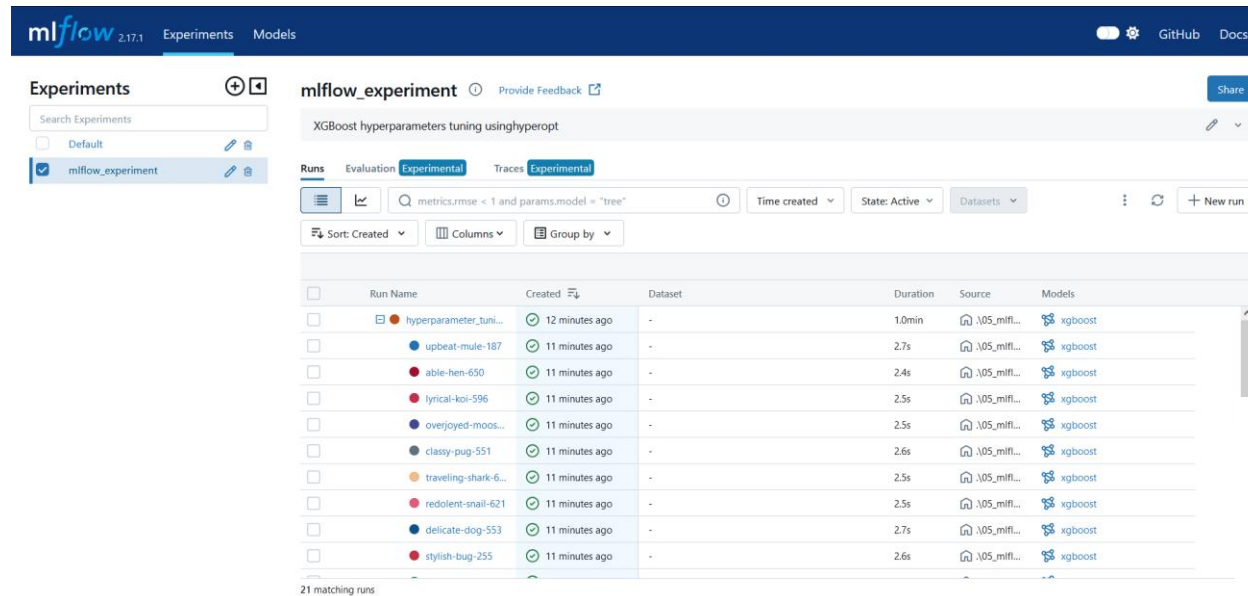 mlflow 2.17.1 Experiments Models GitHub Docs
Experiments
Search Experiments
Default
mlflow_experiment
mlflow_experiment Provide Feedback Share
XGBoost hyperparameters tuning usinghyperopt
Runs Evaluation Experimental Traces Experimental
metrics.rmse < 1 and params.model = "tree" Time created State: Active Datasets + New run
Sort: Created Columns Group by
Run Name Created Dataset Duration Source Models
hyperparameter_tuni... 12 minutes ago - 1.0min .\05_mlfl... xgboost
upbeat-mule-187 11 minutes ago - 2.7s .\05_mlfl... xgboost
able-hen-650 11 minutes ago - 2.4s .\05_mlfl... xgboost
lyrical-koi-596 11 minutes ago - 2.5s .\05_mlfl... xgboost
overjoyed-moos... 11 minutes ago - 2.5s .\05_mlfl... xgboost
classy-pug-551 11 minutes ago - 2.6s .\05_mlfl... xgboost
traveling-shark-6... 11 minutes ago - 2.5s .\05_mlfl... xgboost
redolent-snail-621 11 minutes ago - 2.5s .\05_mlfl... xgboost
delicate-dog-553 11 minutes ago - 2.7s .\05_mlfl... xgboost
stylish-bug-255 11 minutes ago - 2.6s .\05_mlfl... xgboost
21 matching runs